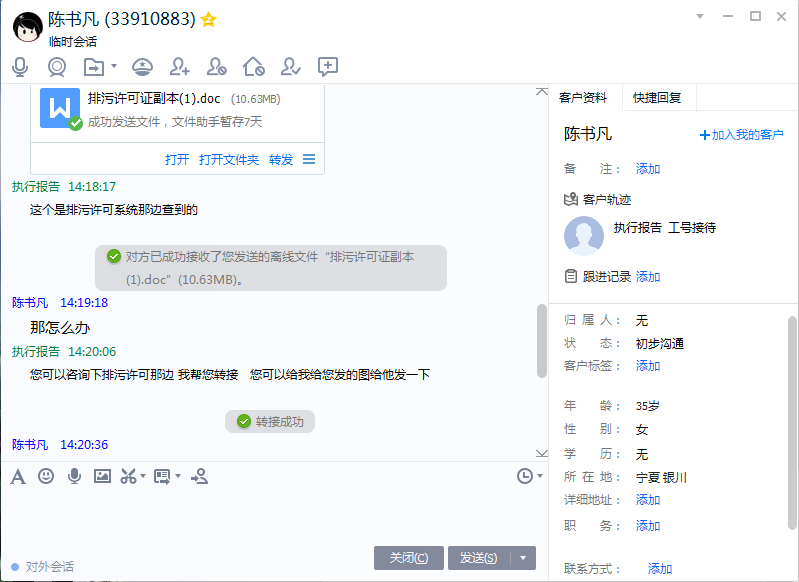 陈书凡 (33910883)
临时会话
排污许可证副本(1).doc (10.63MB)
成功发送文件，文件助手暂存7天
打开 打开文件夹 转发
执行报告 14:18:17
这个是排污许可系统那边查到的
对方已成功接收了您发送的离线文件“排污许可证副本
(1).doc”(10.63MB)。
陈书凡 14:19:18
那怎么办
执行报告 14:20:06
您可以咨询下排污许可那边 我帮您转接 您可以给我给您发的图给他发一下
转接成功
陈书凡 14:20:36
关闭(C) 发送(S)
对外会话
客户资料 快捷回复
陈书凡 +加入我的客户
备 注： 添加
客户轨迹
执行报告 工号接待
跟进记录 添加
归 属 人： 无
状 态： 初步沟通
客户标签： 添加
年 龄： 35岁
性 别： 女
学 历： 无
所 在 地： 宁夏 银川
详细地址： 添加
职 务： 添加
联系方式： 添加